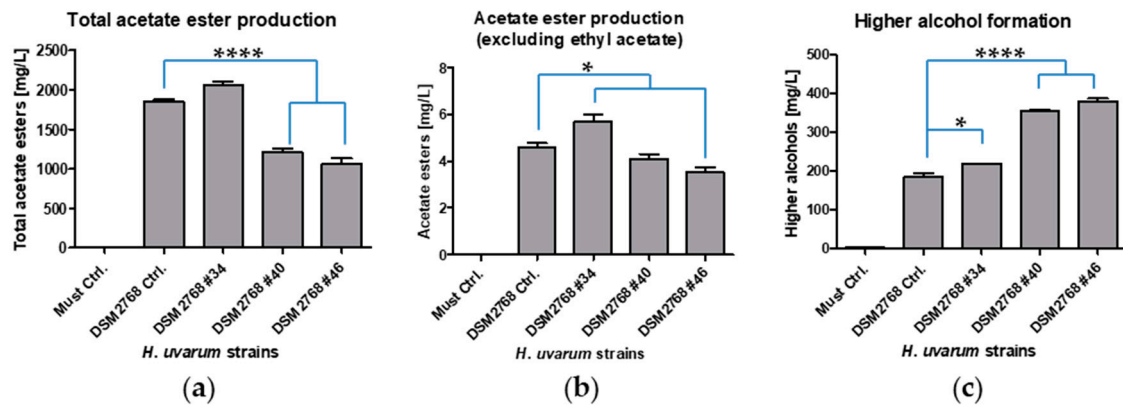 Total acetate ester production
Total acetate esters [mg/L]
2500
2000
1500
1000
500
0
****
Must Ctrl.
DSM2768 Ctrl.
DSM2768 #34
DSM2768 #40
DSM2768 #46
H. uvarum strains
(a)
Acetate ester production
(excluding ethyl acetate)
Acetate esters [mg/L]
8
6
4
2
0
*
Must Ctrl.
DSM2768 Ctrl.
DSM2768 #34
DSM2768 #40
DSM2768 #46
H. uvarum strains
(b)
Higher alcohol formation
Higher alcohols [mg/L]
500
400
300
200
100
0
****
*
Must Ctrl.
DSM2768 Ctrl.
DSM2768 #34
DSM2768 #40
DSM2768 #46
H. uvarum strains
(c)